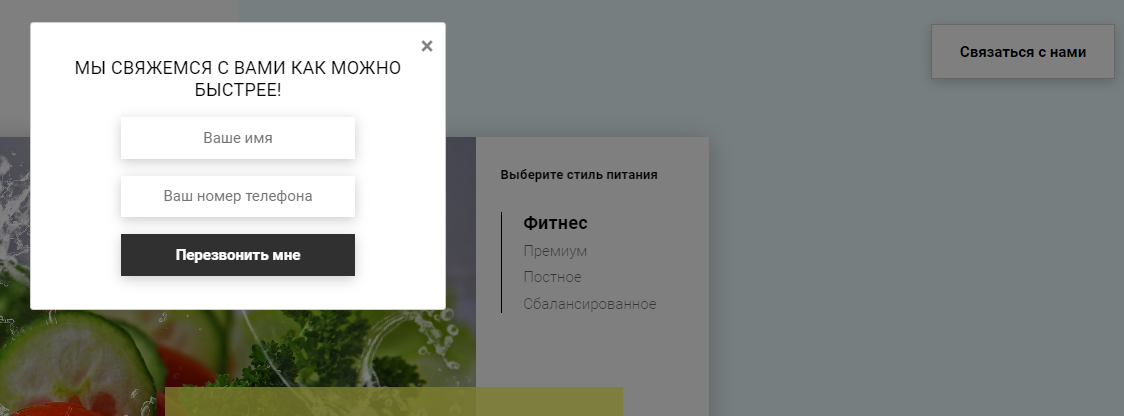 ×
МЫ СВЯЖЕМСЯ С ВАМИ КАК МОЖНО
БЫСТРЕЕ!
Ваше имя
Ваш номер телефона
Перезвонить мне
Связаться с нами
Выберите стиль питания
Фитнес
Премиум
Постное
Сбалансированное